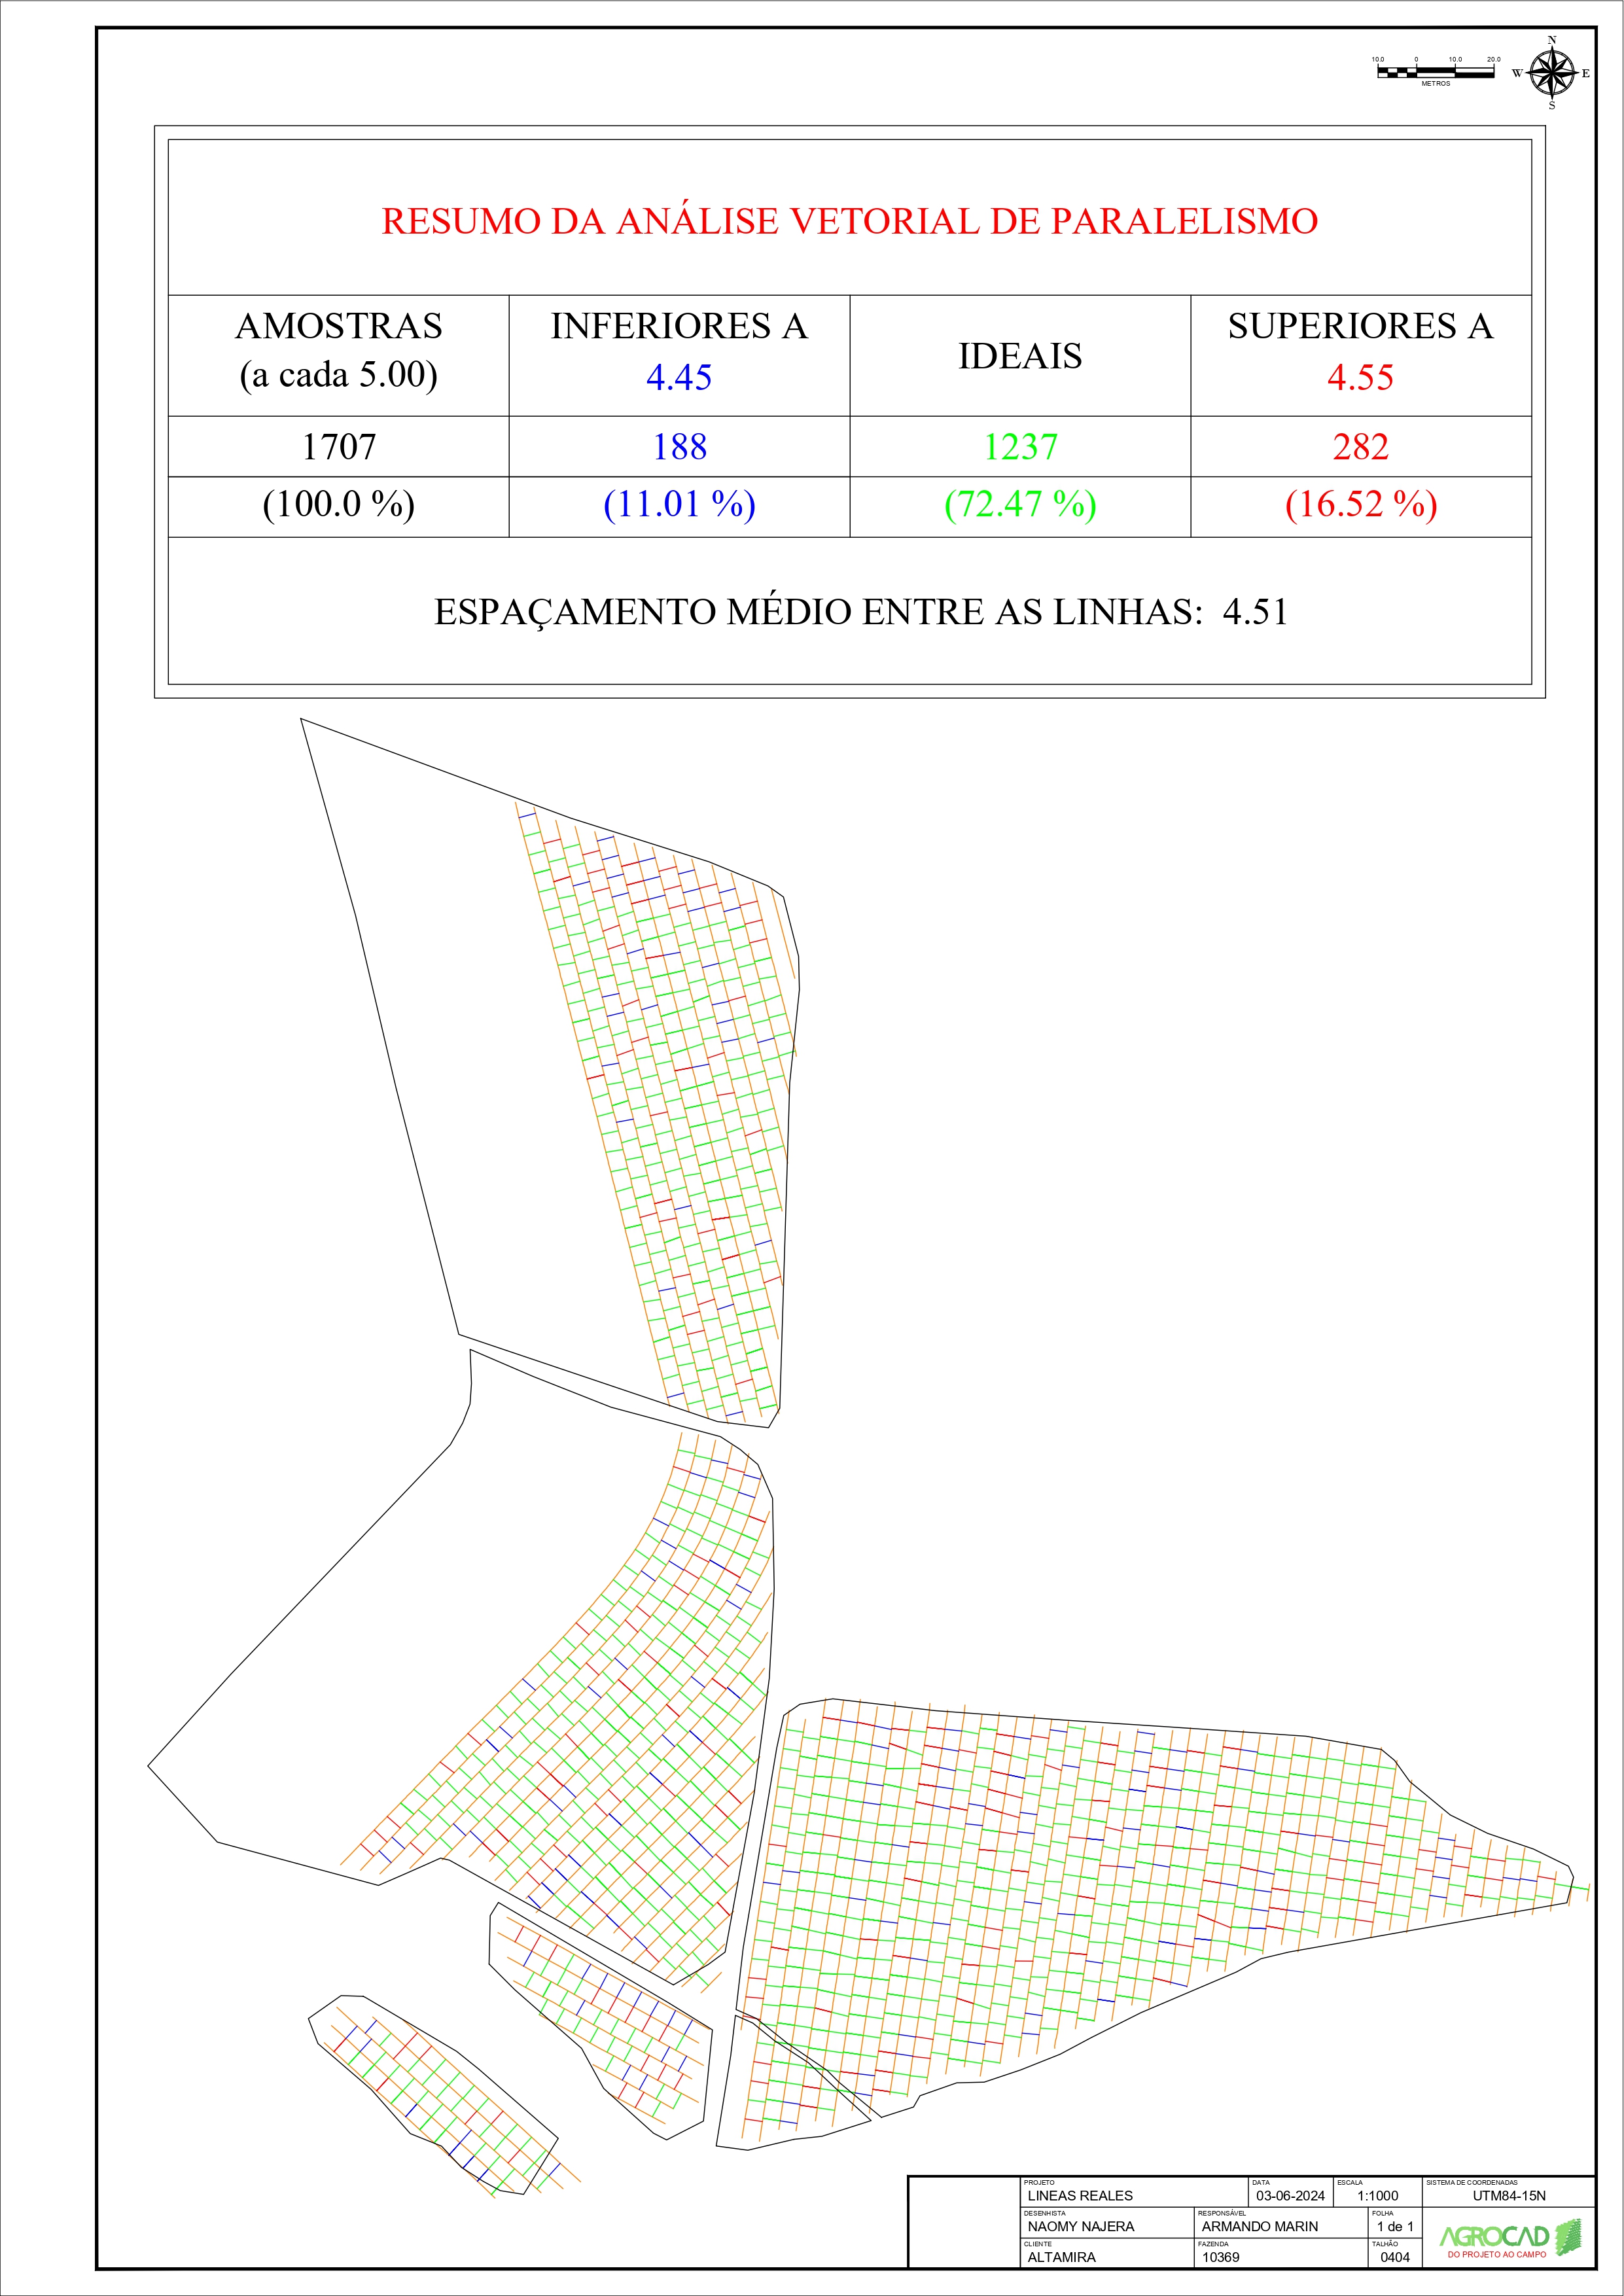 N
10.0 0 10.0 20.0
W E
METROS
S
RESUMO DA ANÁLISE VETORIAL DE PARALELISMO
AMOSTRAS
(a cada 5.00)
INFERIORES A
4.45
IDEAIS
SUPERIORES A
4.55
1707 188 1237 282
(100.0 %) (11.01 %) (72.47 %) (16.52 %)
ESPAÇAMENTO MÉDIO ENTRE AS LINHAS: 4.51
PROJETO
LINEAS REALES
DATA
03-06-2024
ESCALA
1:1000
SISTEMA DE COORDENADAS
UTM84-15N
DESENHISTA
NAOMY NAJERA
RESPONSÁVEL
ARMANDO MARIN
FOLHA
1 de 1
CLIENTE
ALTAMIRA
FAZENDA
10369
TALHÃO
0404
AGROCAD
DO PROJETO AO CAMPO